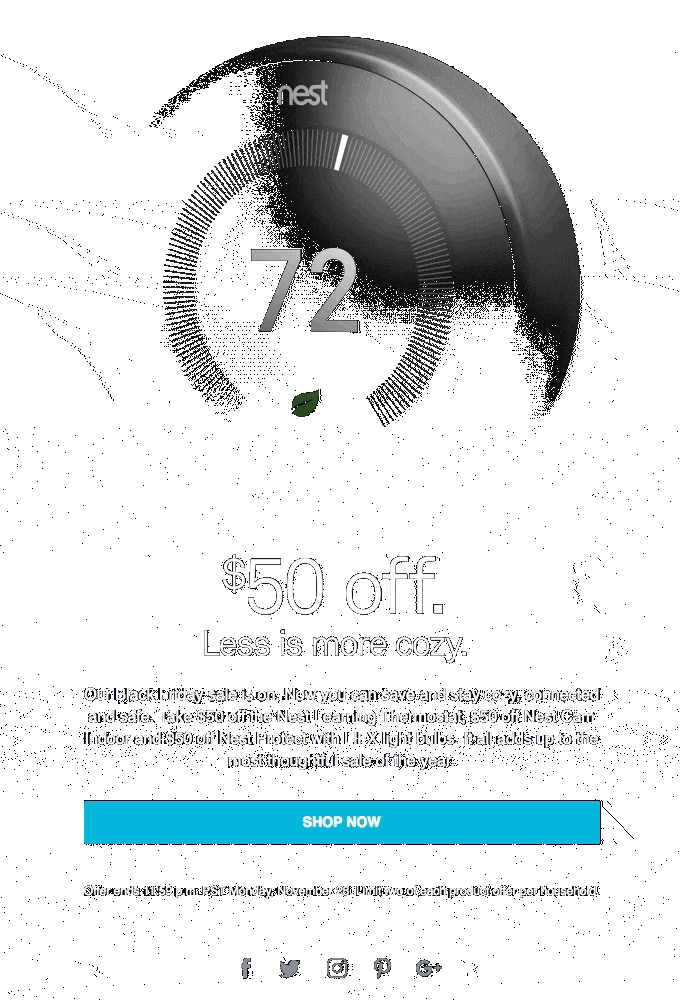 nest
72
$50 off.
Less is more cozy.
Our Black Friday sale is on. Now you can save and stay cozy, connected
and safe. Take $50 off the Nest Learning Thermostat, $50 off Nest Cam
Indoor and $50 off Nest Protect with LIFX light bulbs. It all adds up to the
most thoughtful sale of the year.
SHOP NOW
Offer ends 11:59 p.m. PST Monday, November 28. Limit two of each product offer per household.